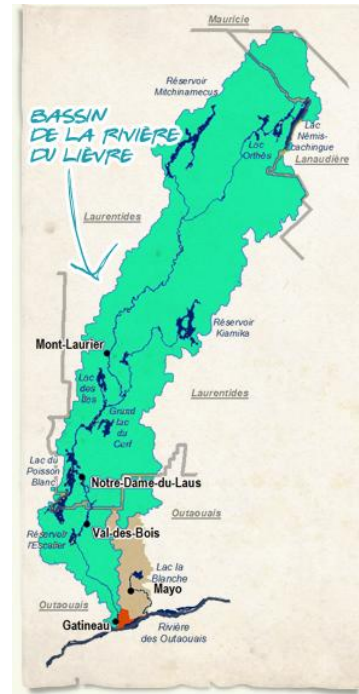 Mauricie
Réservoir
Mitchinamecus
BASSIN
DE LA RIVIÈRE
DU LIÈVRE
Lac
Orthès
Lac
Némis-
cachingue
Lanaudière
Laurentides
Réservoir
Kiamika
Mont-Laurier
Lac
des
Îles
Laurentides
Grand
lac
du
Cerf
Lac du
Poisson
Blanc
Notre-Dame-du-Laus
Outaouais
Réservoir
l'Escalier
Val-des-Bois
Lac la
Blanche
Mayo
Outaouais
Gatineau
Rivière
des Outaouais